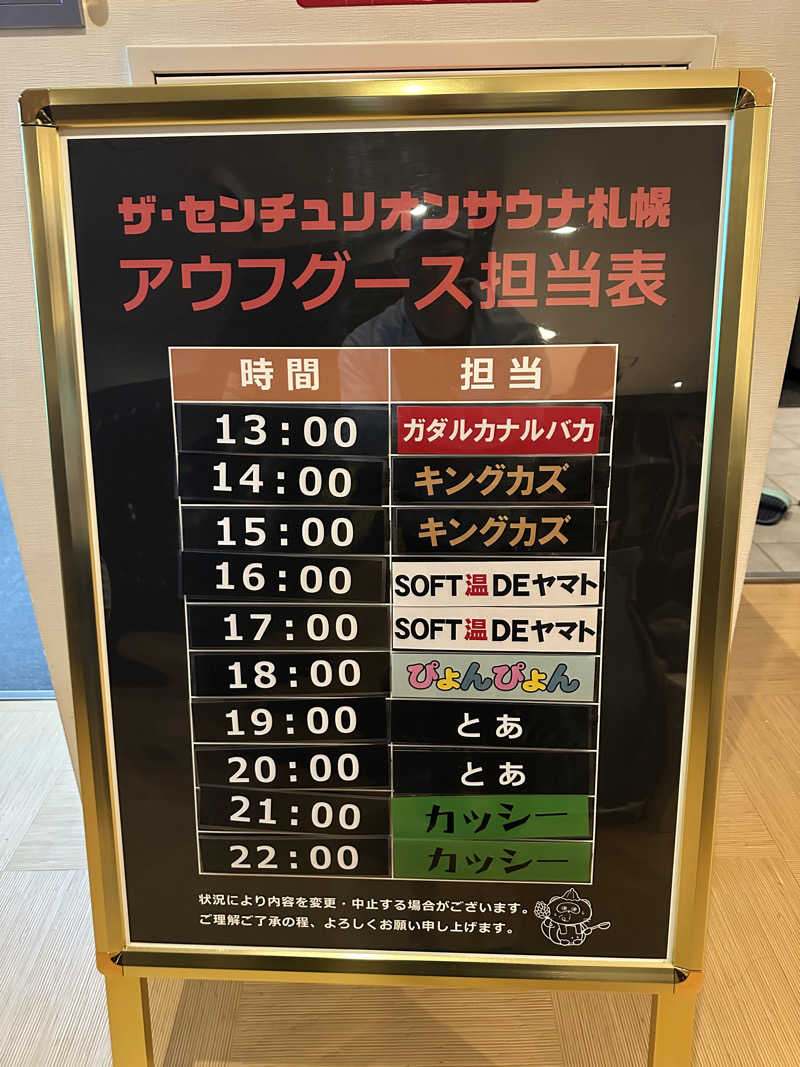 ザ・センチュリオンサウナ札幌
アウフグース担当表
時間 担当
13:00 ガダルカナルバカ
14:00 キングカズ
15:00 キングカズ
16:00 SOFT温DEヤマト
17:00 SOFT温DEヤマト
18:00 ぴょんぴょん
19:00 とあ
20:00 とあ
21:00 カッシー
22:00 カッシー
状況により内容を変更・中止する場合がございます。
ご理解ご了承の程、よろしくお願い申し上げます。